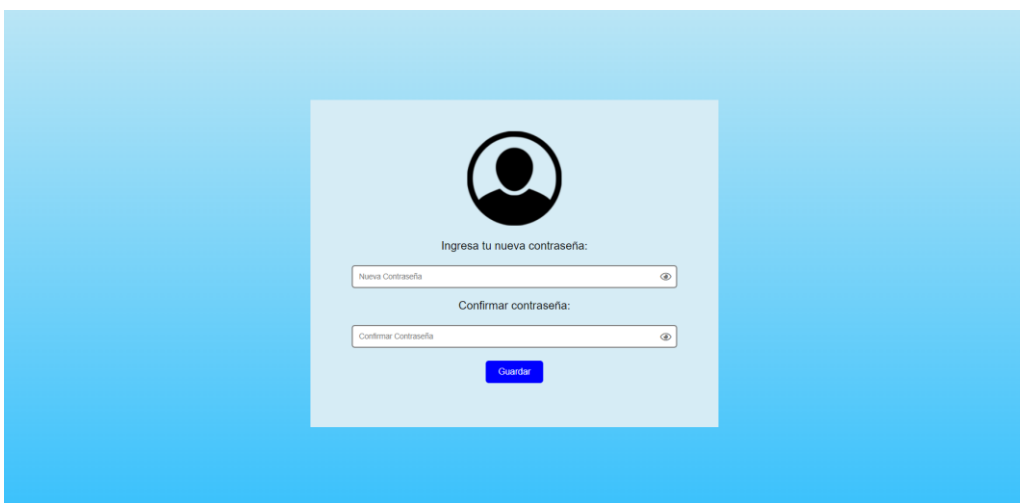 Ingresa tu nueva contraseña:
Nueva Contraseña
Confirmar contraseña:
Confirmar Contraseña
Guardar